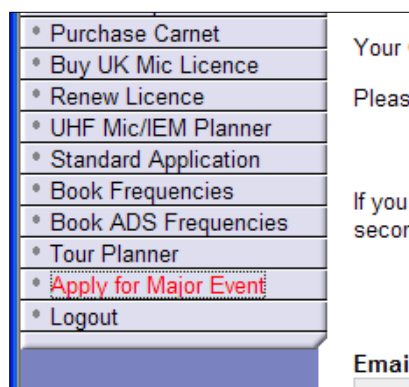 Purchase Carnet
Buy UK Mic Licence
Renew Licence
UHF Mic/IEM Planner
Standard Application
Book Frequencies
Book ADS Frequencies
Tour Planner
Apply for Major Event
Logout
Your
Pleas
If you
secor
Emai